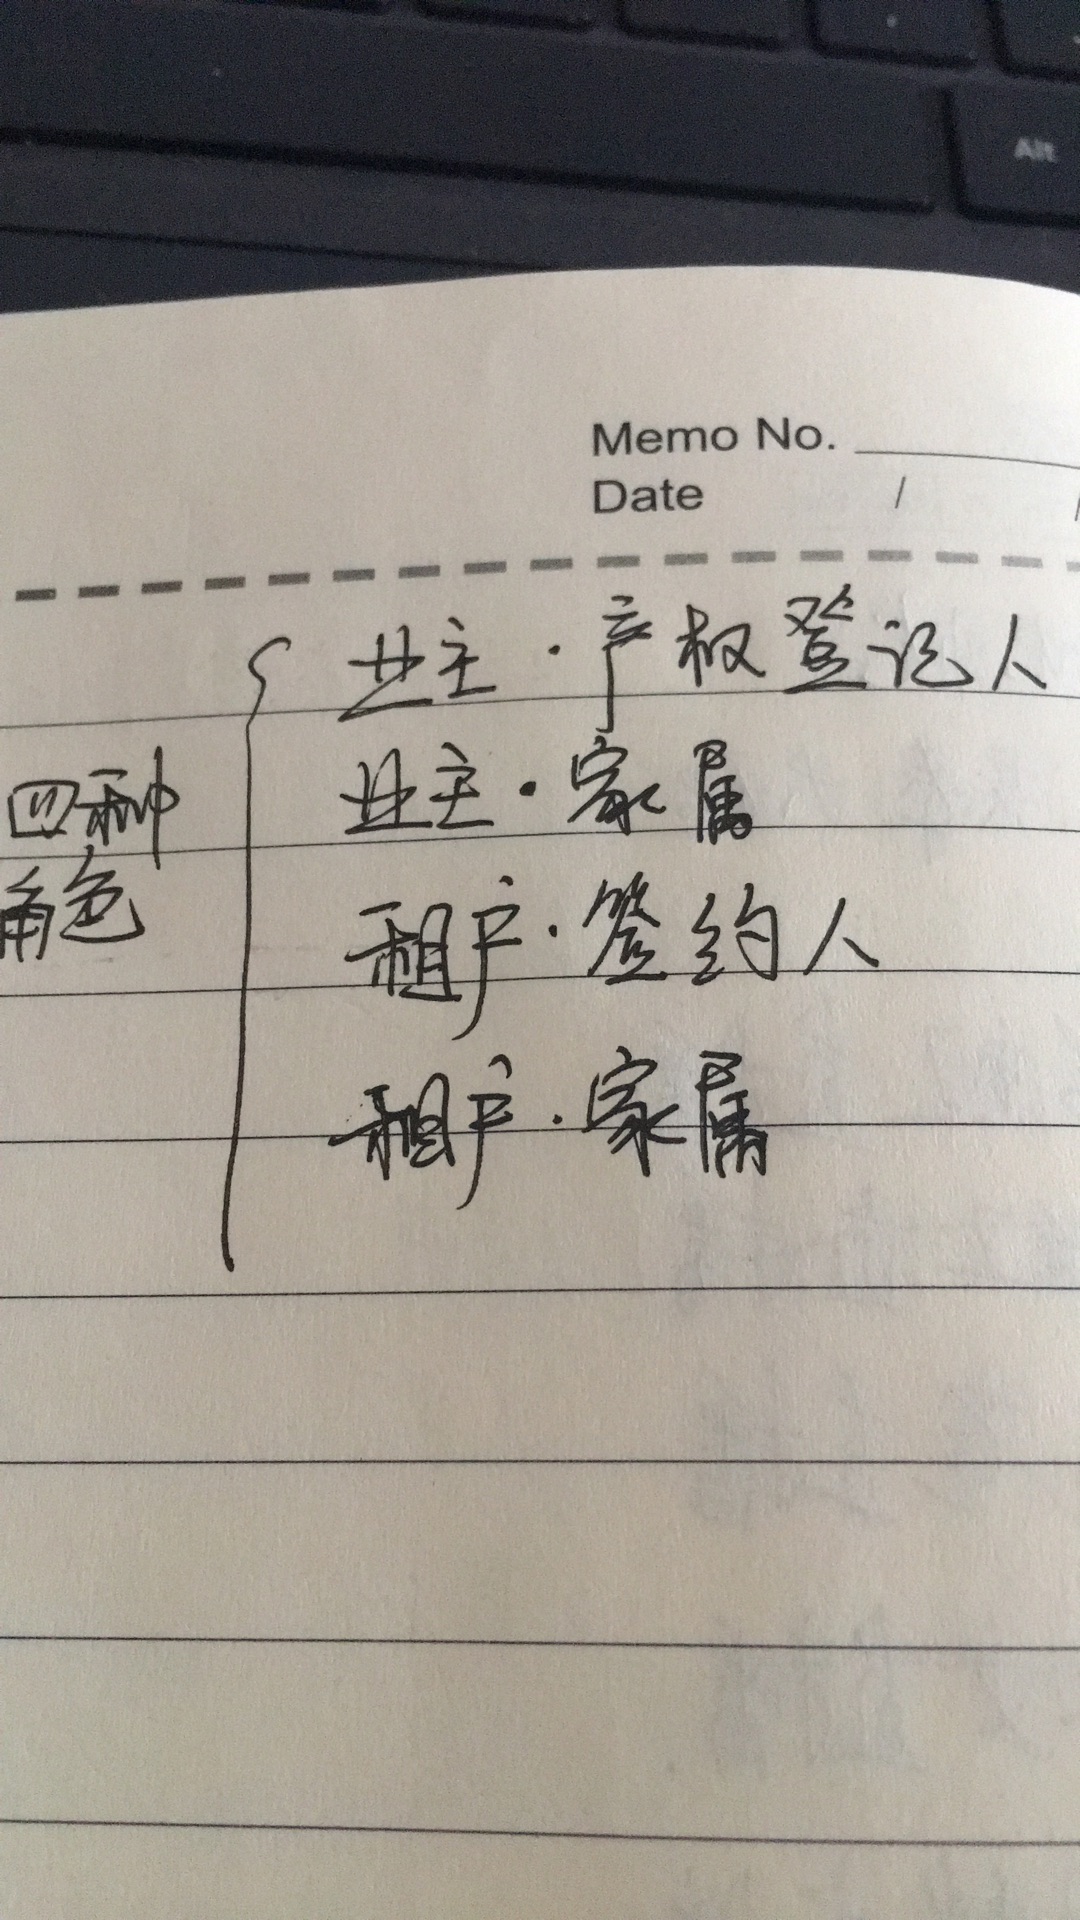 Alt
Memo No.
Date / /
四种
角色
业主·产权登记人
业主·家属
租户·签约人
租户·家属